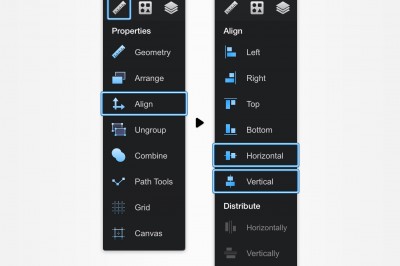 Properties
Geometry
Arrange
Align
Ungroup
Combine
Path Tools
Grid
Canvas
Align
Left
Right
Top
Bottom
Horizontal
Vertical
Distribute
Horizontally
Vertically